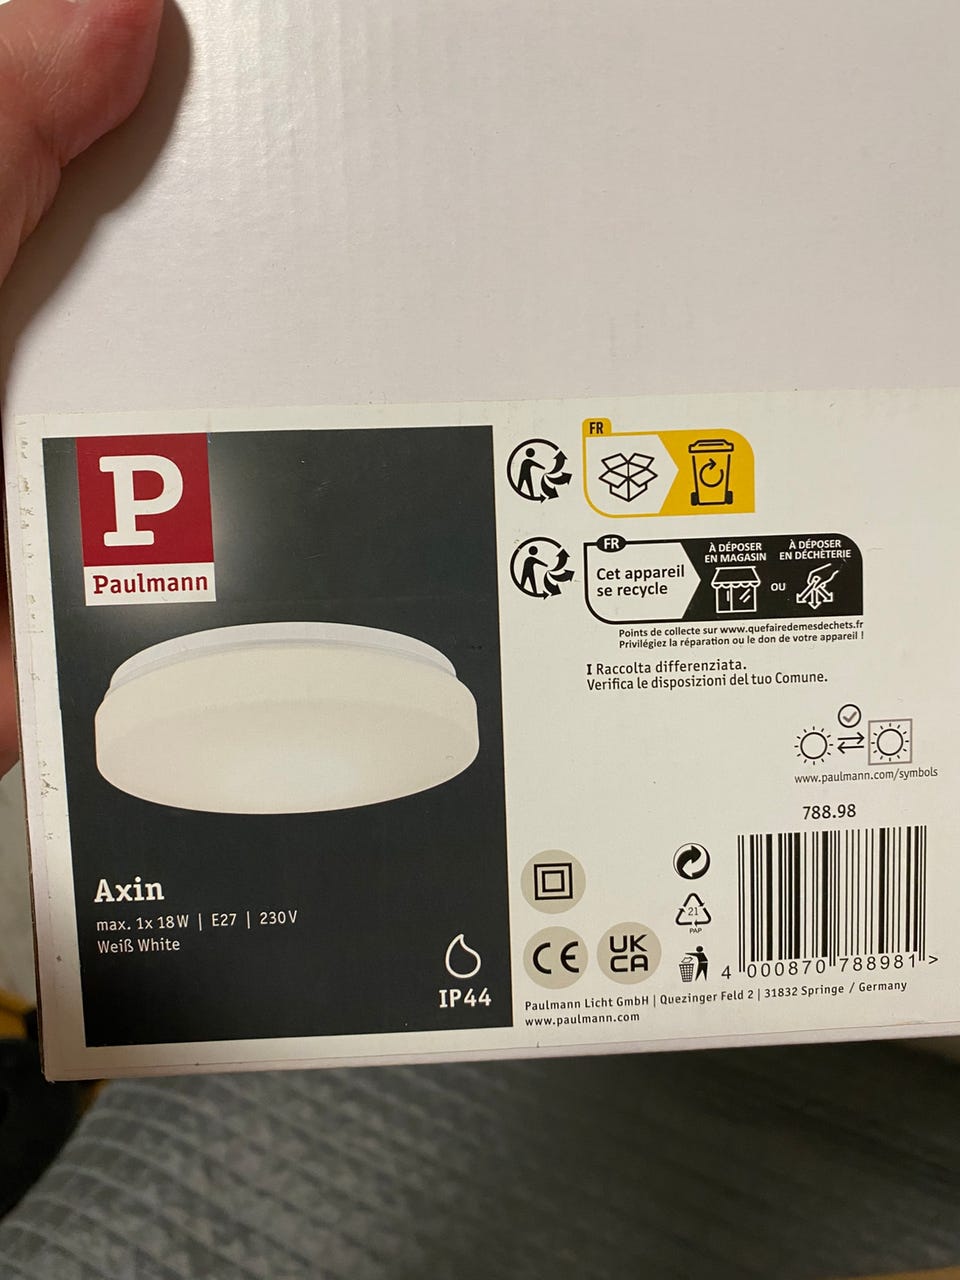 P
Paulmann
Axin
max. 1x 18W | E27 | 230V
Weiß White
IP44
FR
FR
Cet appareil
se recycle
À DÉPOSER
EN MAGASIN
OU
À DÉPOSER
EN DÉCHÈTERIE
Points de collecte sur www.quefairedemesdechets.fr
Privilégiez la réparation ou le don de votre appareil !
I Raccolta differenziata.
Verifica le disposizioni del tuo Comune.
www.paulmann.com/symbols
788.98
21
PAP
CE
UK
CA
4 000870 788981 >
Paulmann Licht GmbH | Quezinger Feld 2 | 31832 Springe / Germany
www.paulmann.com